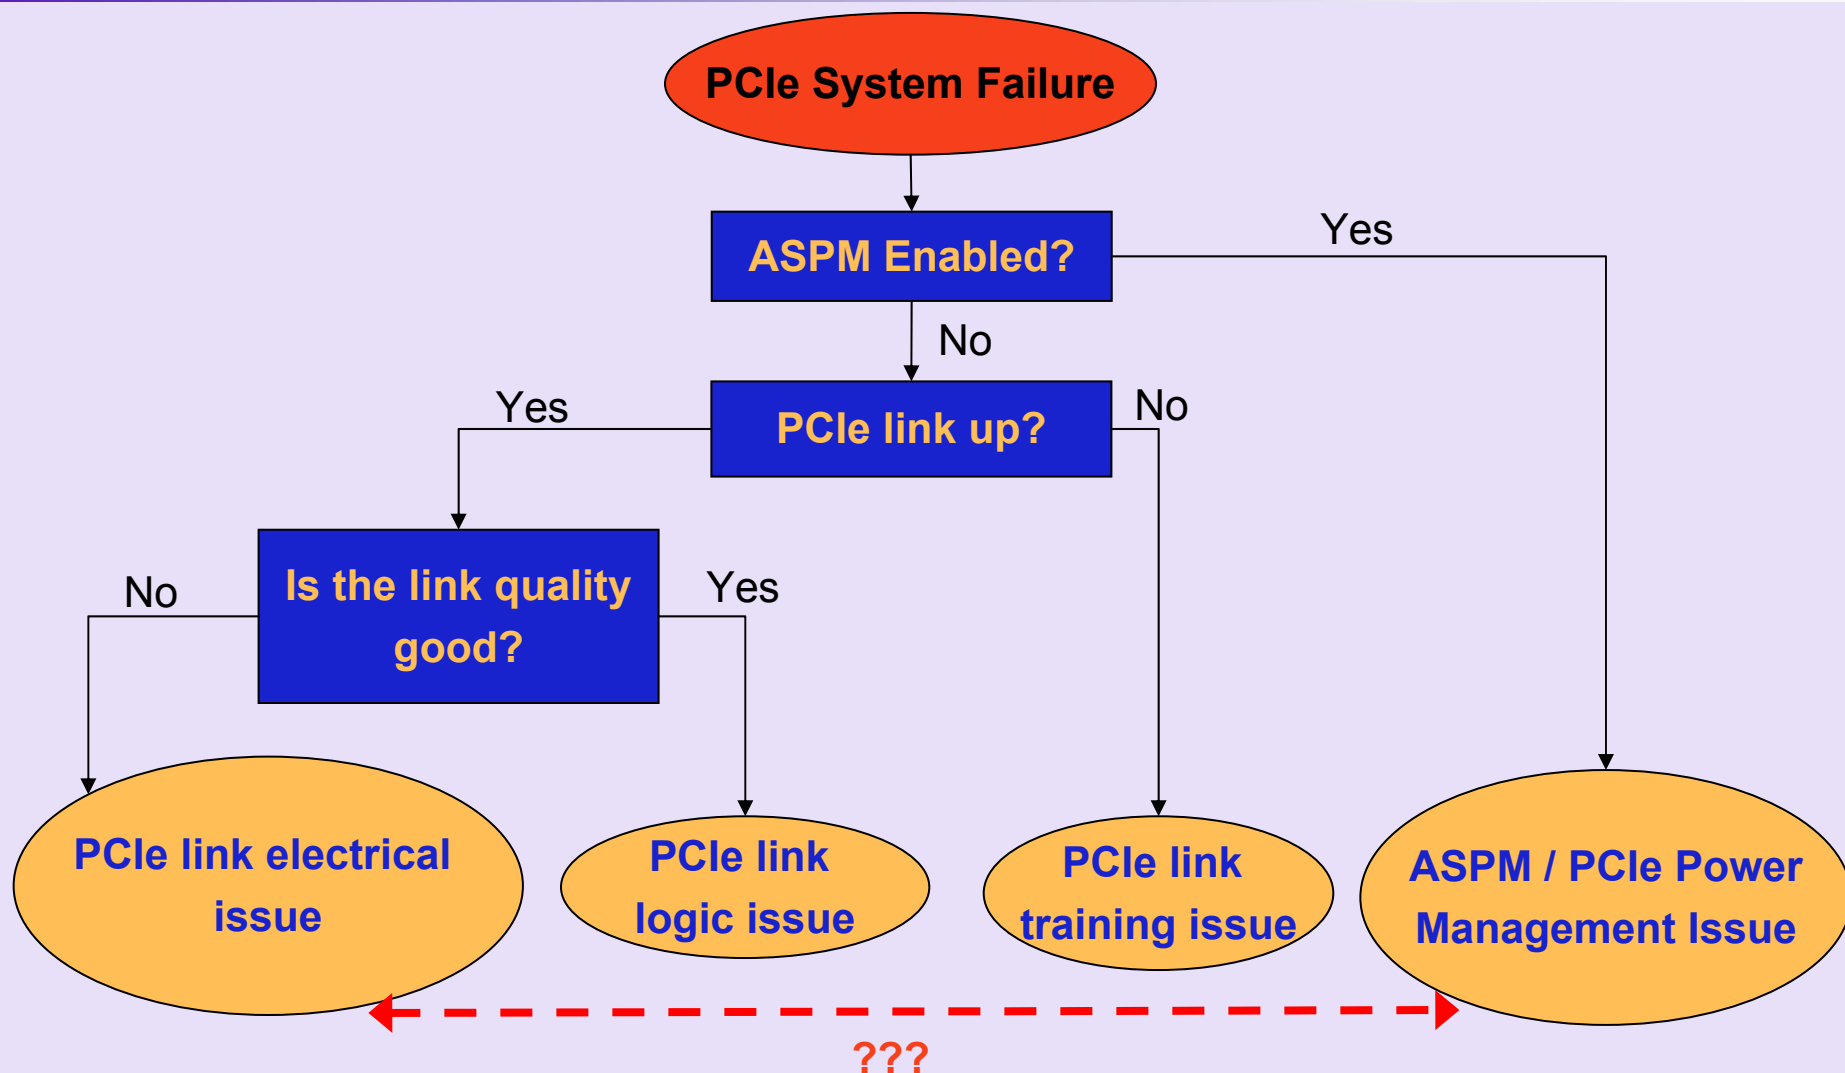 PCIe System Failure
ASPM Enabled?
Yes
No
PCIe link up?
Yes
No
Is the link quality
good?
No
Yes
PCIe link electrical
issue
PCIe link
logic issue
PCIe link
training issue
ASPM / PCIe Power
Management Issue
???